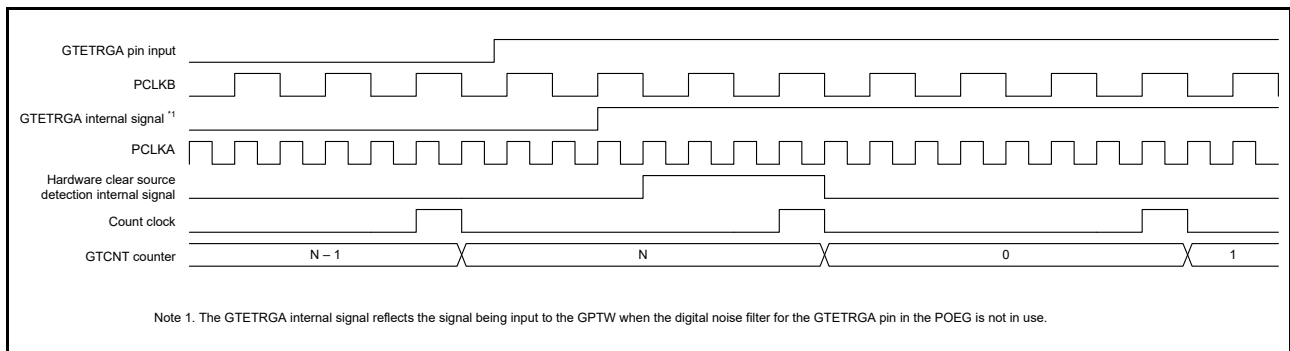 GTETRGA pin input
PCLKB
GTETRGA internal signal *1
PCLKA
Hardware clear source
detection internal signal
Count clock
GTCNT counter
N – 1
N
0
1
Note 1. The GTETRGA internal signal reflects the signal being input to the GPTW when the digital noise filter for the GTETRGA pin in the POEG is not in use.